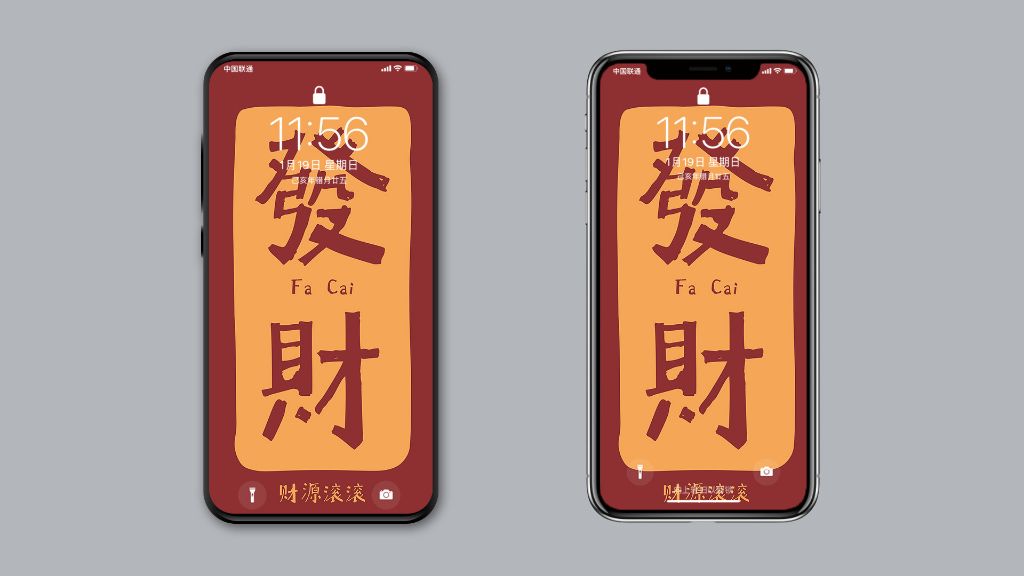 中国联通
11:56
1月19日 星期日
己亥年腊月廿五
發
Fa Cai
財
财源滚滚
中国联通
11:56
1月19日 星期日
己亥年腊月廿五
發
Fa Cai
財
财源滚滚